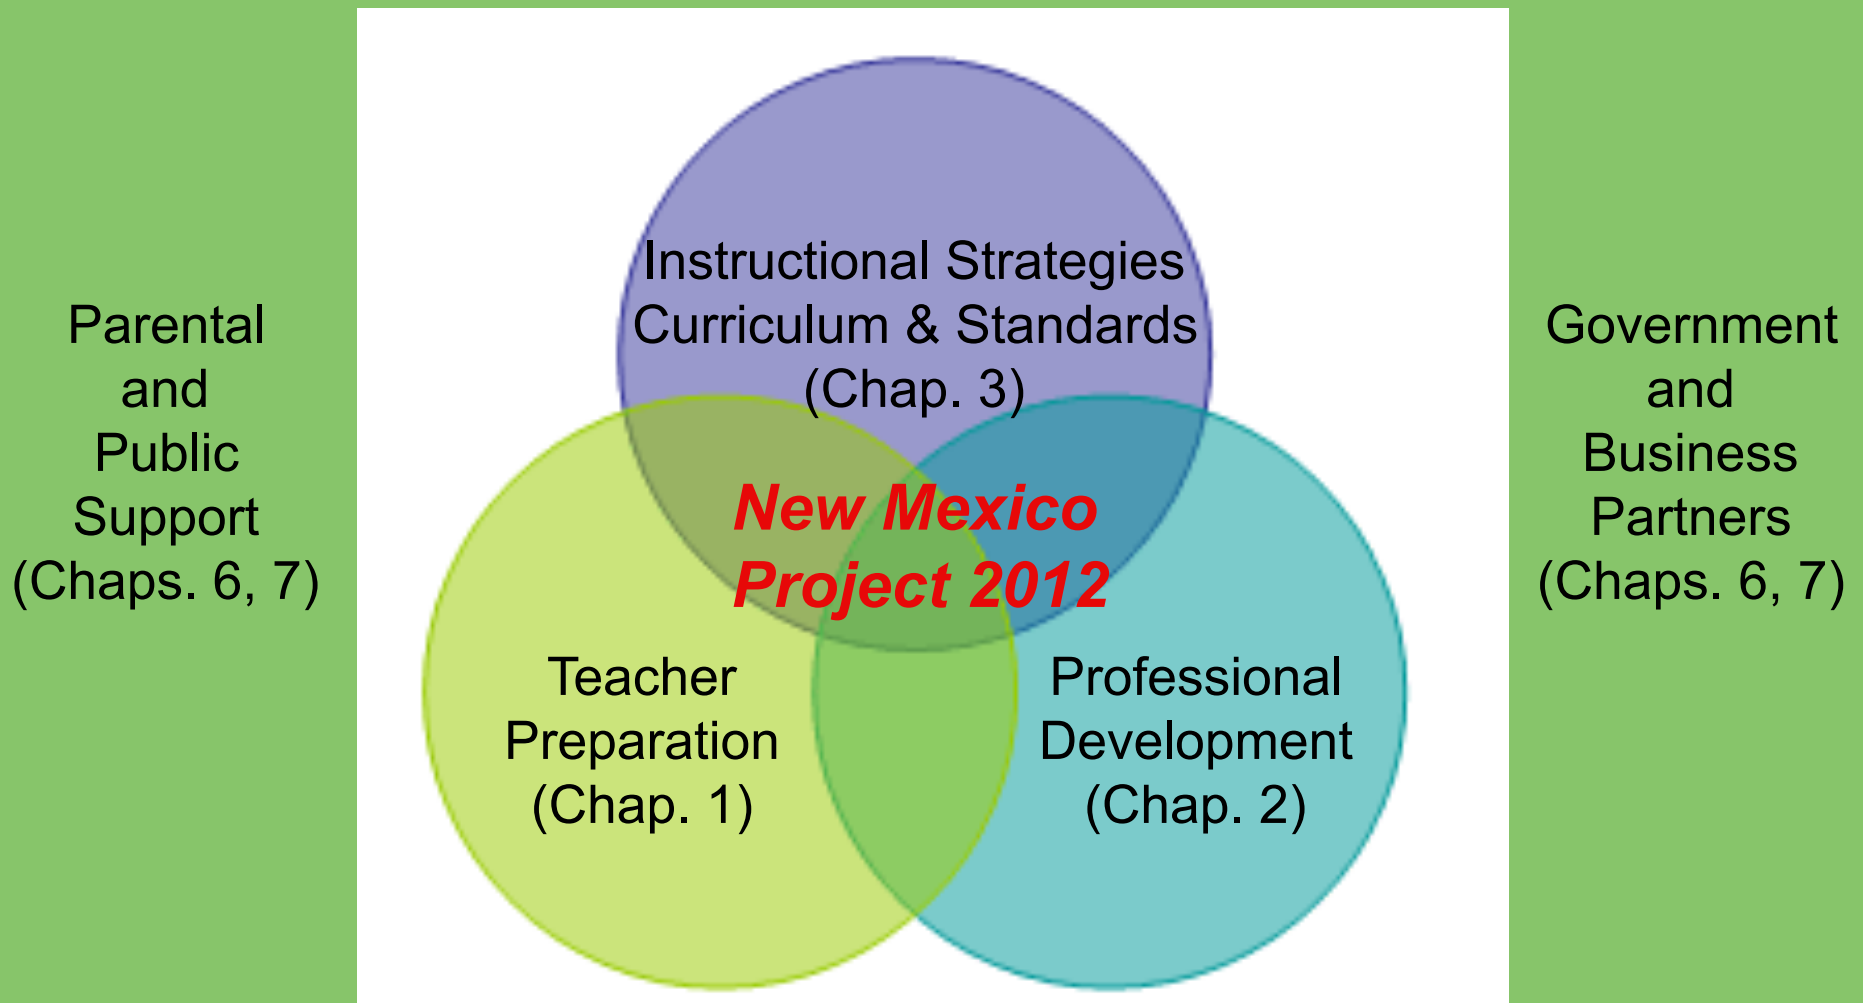 Parental
and
Public
Support
(Chaps. 6, 7)
Instructional Strategies
Curriculum & Standards
(Chap. 3)
New Mexico
Project 2012
Teacher
Preparation
(Chap. 1)
Professional
Development
(Chap. 2)
Government
and
Business
Partners
(Chaps. 6, 7)